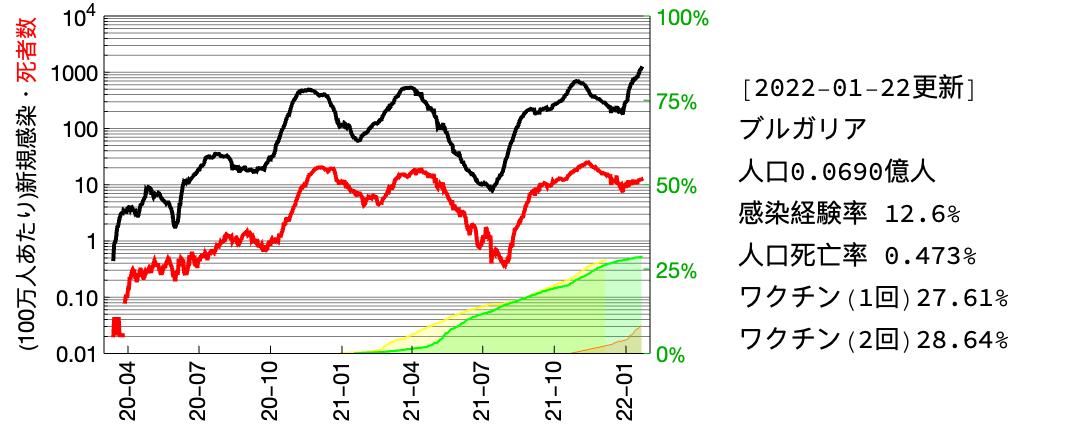 (100万人あたり)新規感染・死者数
10⁴
1000
100
10
1
0.10
0.01
100%
75%
50%
25%
0%
20-04
20-07
20-10
21-01
21-04
21-07
21-10
22-01
[2022-01-22更新]
ブルガリア
人口0.0690億人
感染経験率 12.6%
人口死亡率 0.473%
ワクチン(1回)27.61%
ワクチン(2回)28.64%